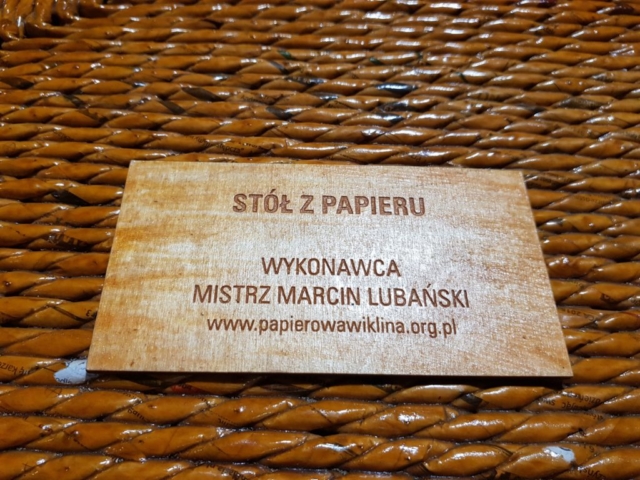 STÓŁ Z PAPIERU
WYKONAWCA
MISTRZ MARCIN LUBAŃSKI
www.papierowawiklina.org.pl